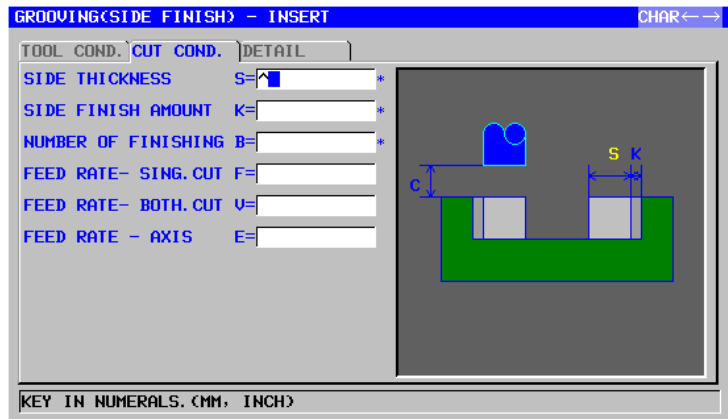 GROOVING(SIDE FINISH) - INSERT
CHAR←→
TOOL COND. CUT COND. DETAIL
SIDE THICKNESS S=^ *
SIDE FINISH AMOUNT K= *
NUMBER OF FINISHING B= *
FEED RATE- SING.CUT F=
FEED RATE- BOTH.CUT V=
FEED RATE - AXIS E=
S K
C
KEY IN NUMERALS.(MM, INCH)